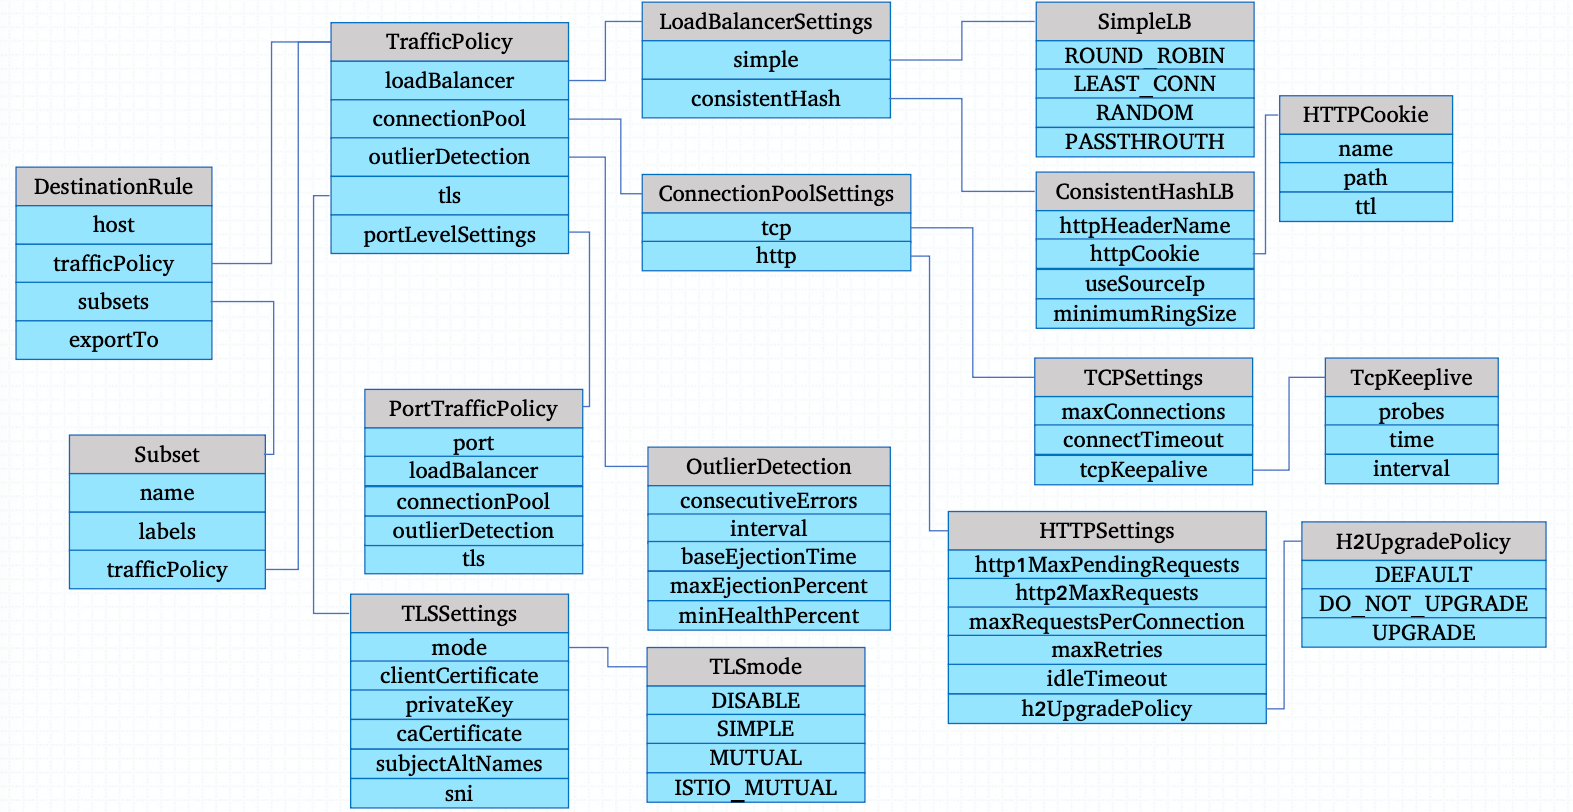 DestinationRule
host
trafficPolicy
subsets
exportTo
Subset
name
labels
trafficPolicy
TrafficPolicy
loadBalancer
connectionPool
outlierDetection
tls
portLevelSettings
PortTrafficPolicy
port
loadBalancer
connectionPool
outlierDetection
tls
TLSSettings
mode
clientCertificate
privateKey
caCertificate
subjectAltNames
sni
LoadBalancerSettings
simple
consistentHash
ConnectionPoolSettings
tcp
http
OutlierDetection
consecutiveErrors
interval
baseEjectionTime
maxEjectionPercent
minHealthPercent
TLSmode
DISABLE
SIMPLE
MUTUAL
ISTIO_MUTUAL
SimpleLB
ROUND_ROBIN
LEAST_CONN
RANDOM
PASSTHROUTH
ConsistentHashLB
httpHeaderName
httpCookie
useSourceIp
minimumRingSize
TCPSettings
maxConnections
connectTimeout
tcpKeepalive
HTTPSettings
http1MaxPendingRequests
http2MaxRequests
maxRequestsPerConnection
maxRetries
idleTimeout
h2UpgradePolicy
HTTPCookie
name
path
ttl
TcpKeeplive
probes
time
interval
H2UpgradePolicy
DEFAULT
DO_NOT_UPGRADE
UPGRADE